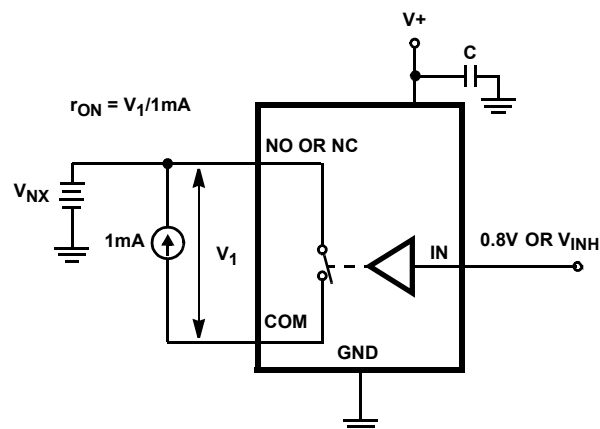 V+
C
rON = V1/1mA
NO OR NC
VNX
1mA
V1
IN
0.8V OR VINH
COM
GND